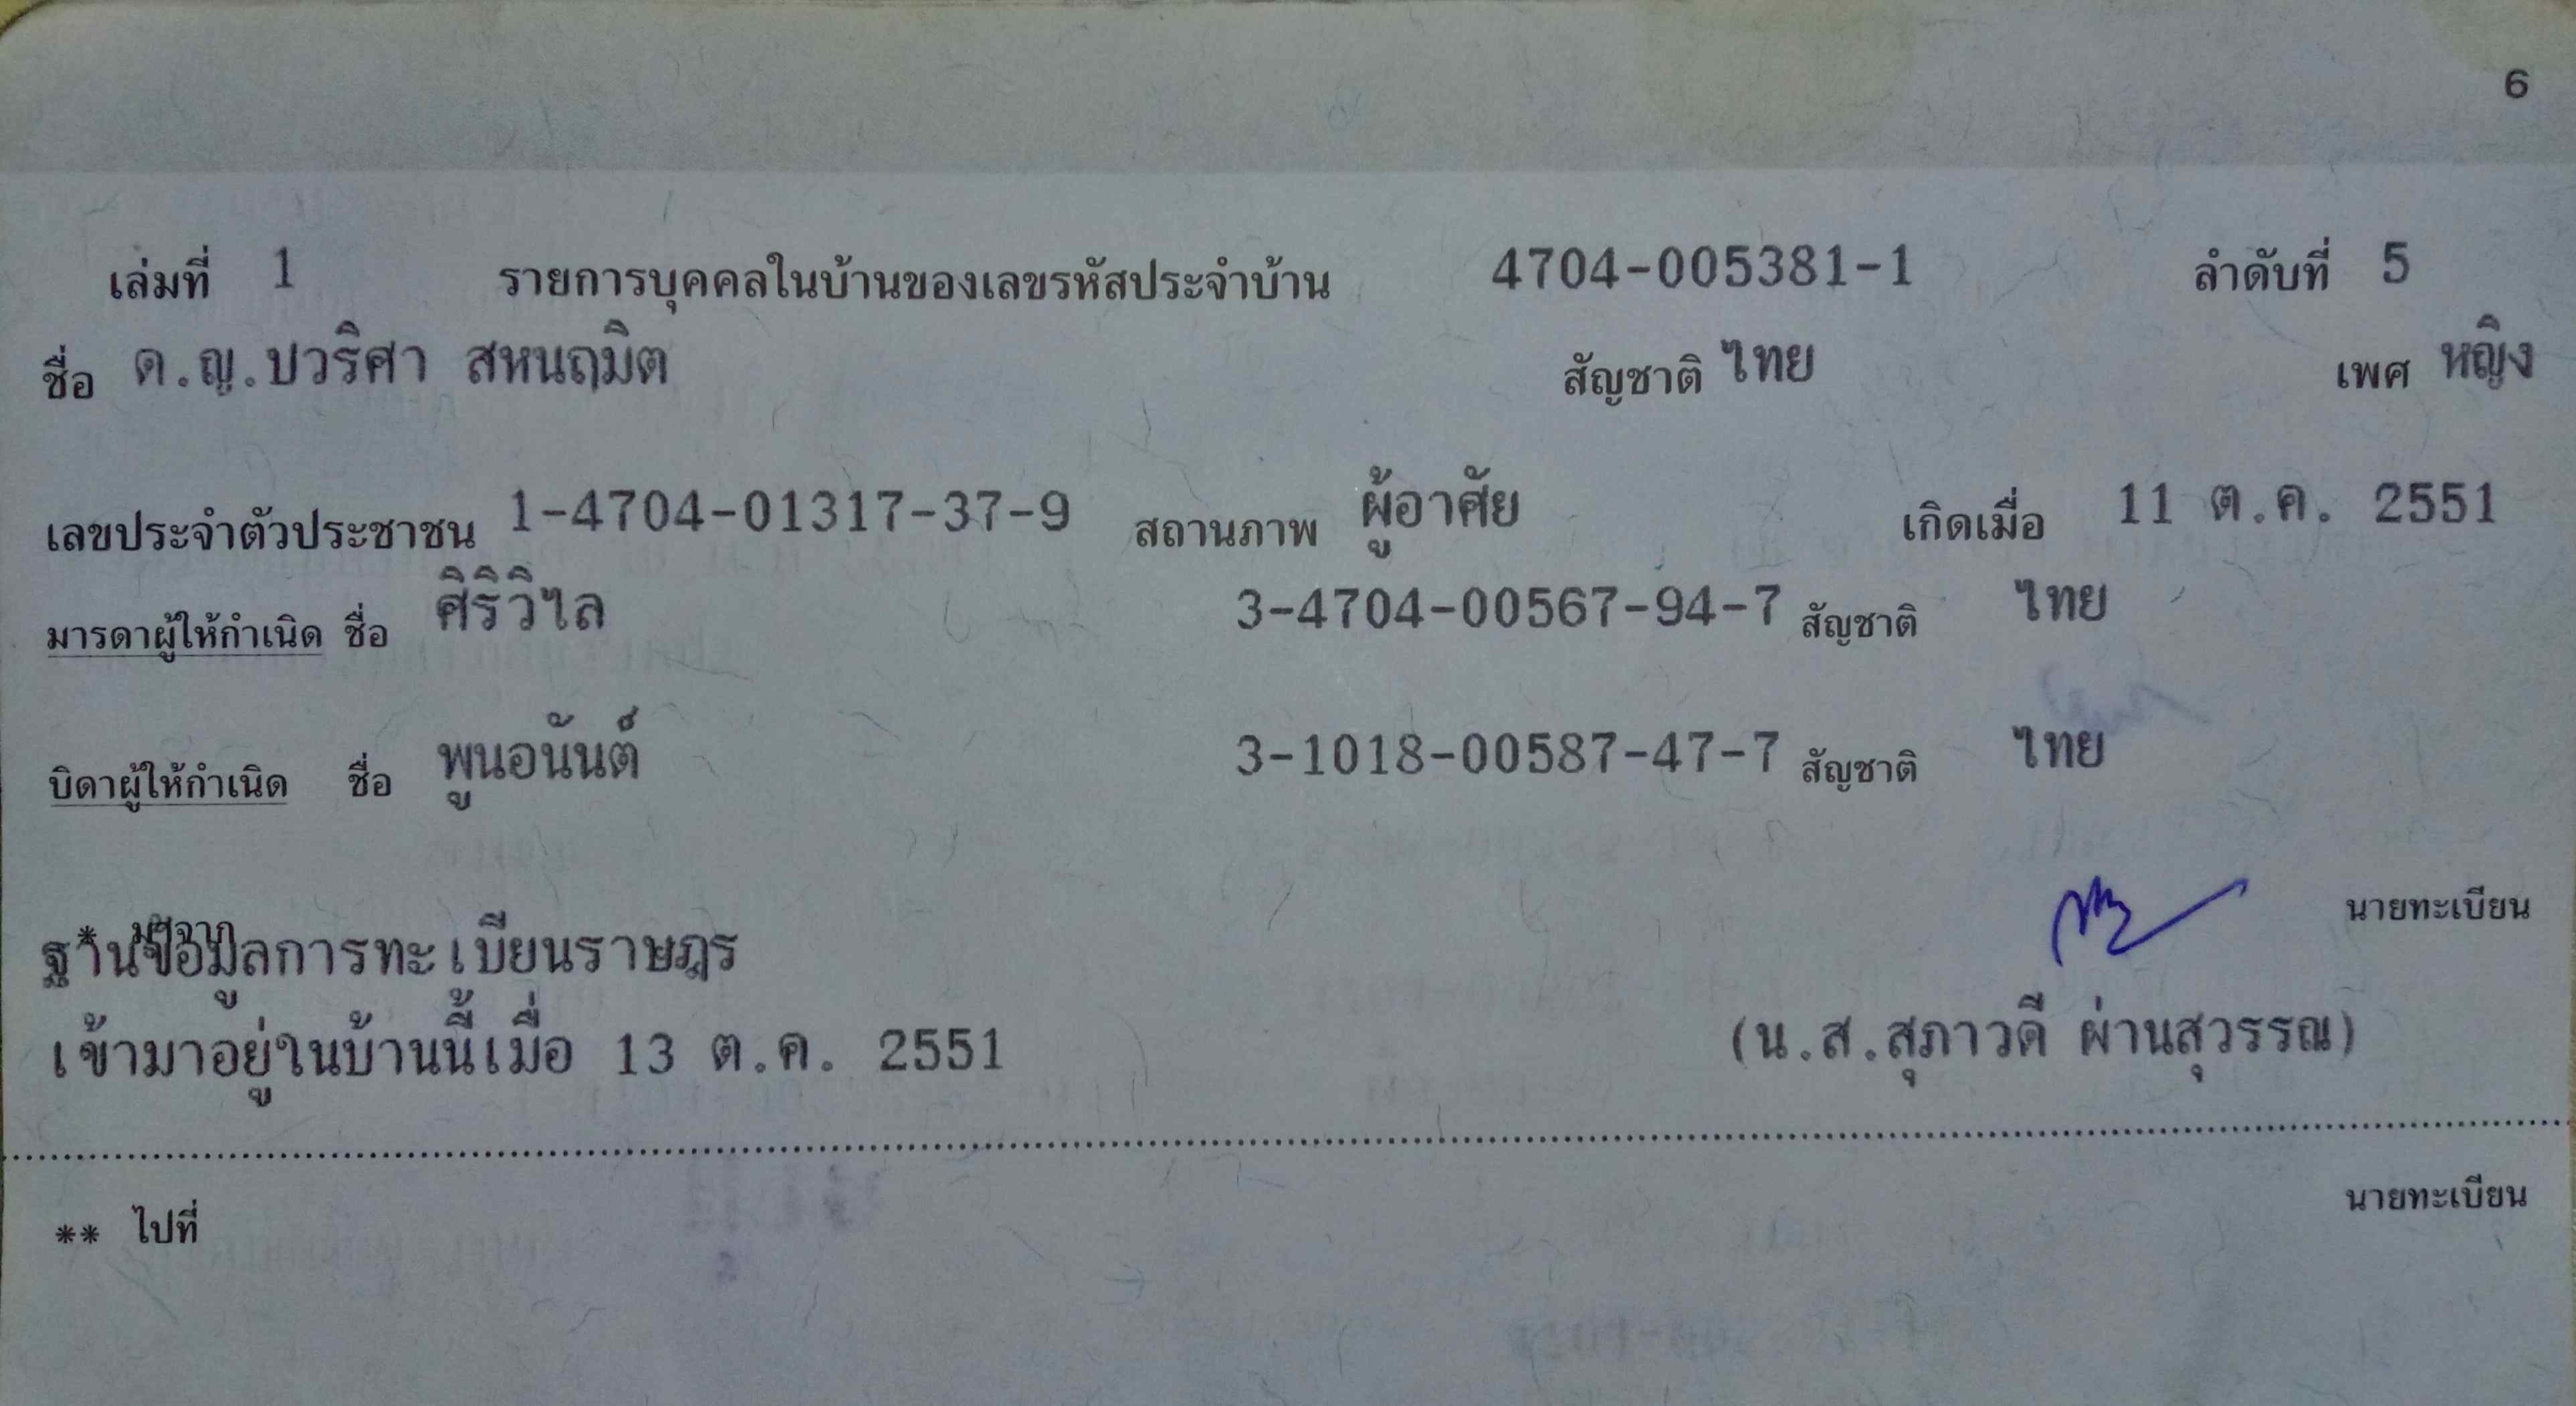 6
เล่มที่ 1 รายการบุคคลในบ้านของเลขรหัสประจำบ้าน 4704-005381-1 ลำดับที่ 5
ชื่อ ด.ญ.ปวริศา สหนฤมิต สัญชาติ ไทย เพศ หญิง
เลขประจำตัวประชาชน 1-4704-01317-37-9 สถานภาพ ผู้อาศัย เกิดเมื่อ 11 ต.ค. 2551
มารดาผู้ให้กำเนิด ชื่อ ศิริวิไล 3-4704-00567-94-7 สัญชาติ ไทย
บิดาผู้ให้กำเนิด ชื่อ พูนอนันต์ 3-1018-00587-47-7 สัญชาติ ไทย
นายทะเบียน
* มาจาก
ฐานข้อมูลการทะเบียนราษฎร
เข้ามาอยู่ในบ้านนี้เมื่อ 13 ต.ค. 2551 (น.ส.สุภาวดี ผ่านสุวรรณ)
** ไปที่ นายทะเบียน